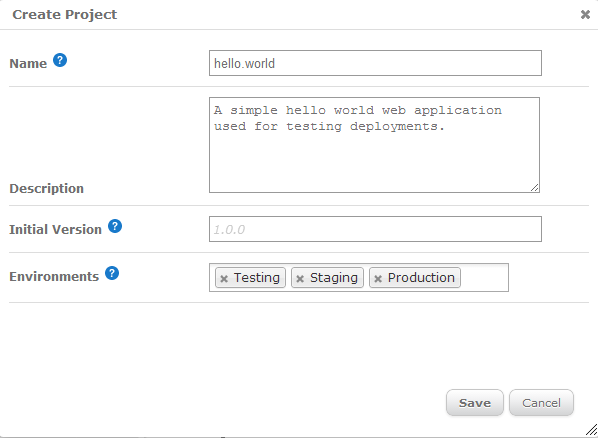 Create Project
Name ?
hello.world
A simple hello world web application
used for testing deployments.
Description
Initial Version ?
1.0.0
Environments ?
× Testing × Staging × Production
Save Cancel